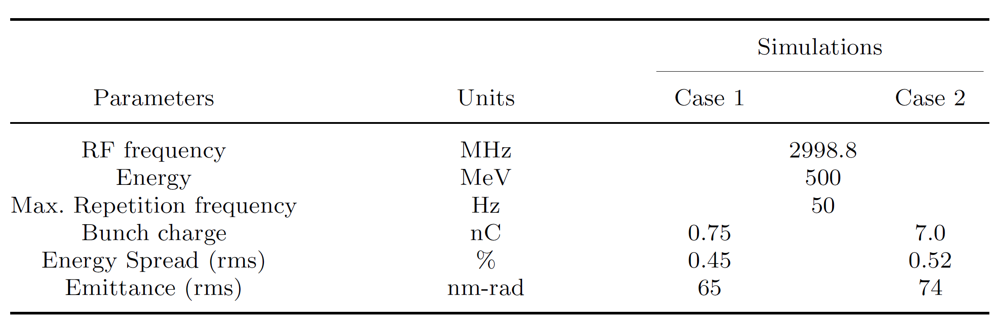 Simulations
Parameters Units Case 1 Case 2
RF frequency MHz 2998.8
Energy MeV 500
Max. Repetition frequency Hz 50
Bunch charge nC 0.75 7.0
Energy Spread (rms) % 0.45 0.52
Emittance (rms) nm-rad 65 74